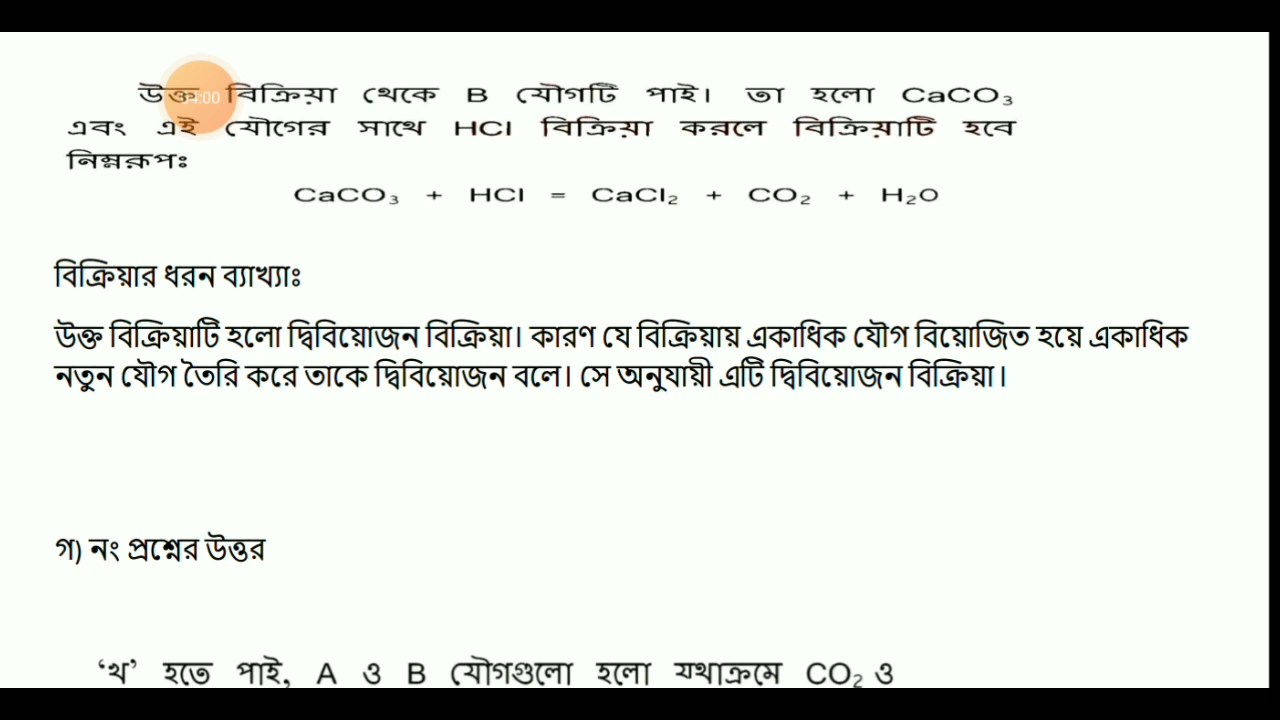 উক্ত বিক্রিয়া থেকে B যৌগটি পাই। তা হলো CaCO₃
এবং এই যৌগের সাথে HCl বিক্রিয়া করলে বিক্রিয়াটি হবে
নিম্নরূপঃ
CaCO₃ + HCl = CaCl₂ + CO₂ + H₂O
বিক্রিয়ার ধরন ব্যাখ্যাঃ
উক্ত বিক্রিয়াটি হলো দ্বিবিয়োজন বিক্রিয়া। কারণ যে বিক্রিয়ায় একাধিক যৌগ বিয়োজিত হয়ে একাধিক
নতুন যৌগ তৈরি করে তাকে দ্বিবিয়োজন বলে। সে অনুযায়ী এটি দ্বিবিয়োজন বিক্রিয়া।
গ) নং প্রশ্নের উত্তর
‘খ’ হতে পাই, A ও B যৌগগুলো হলো যথাক্রমে CO₂ ও